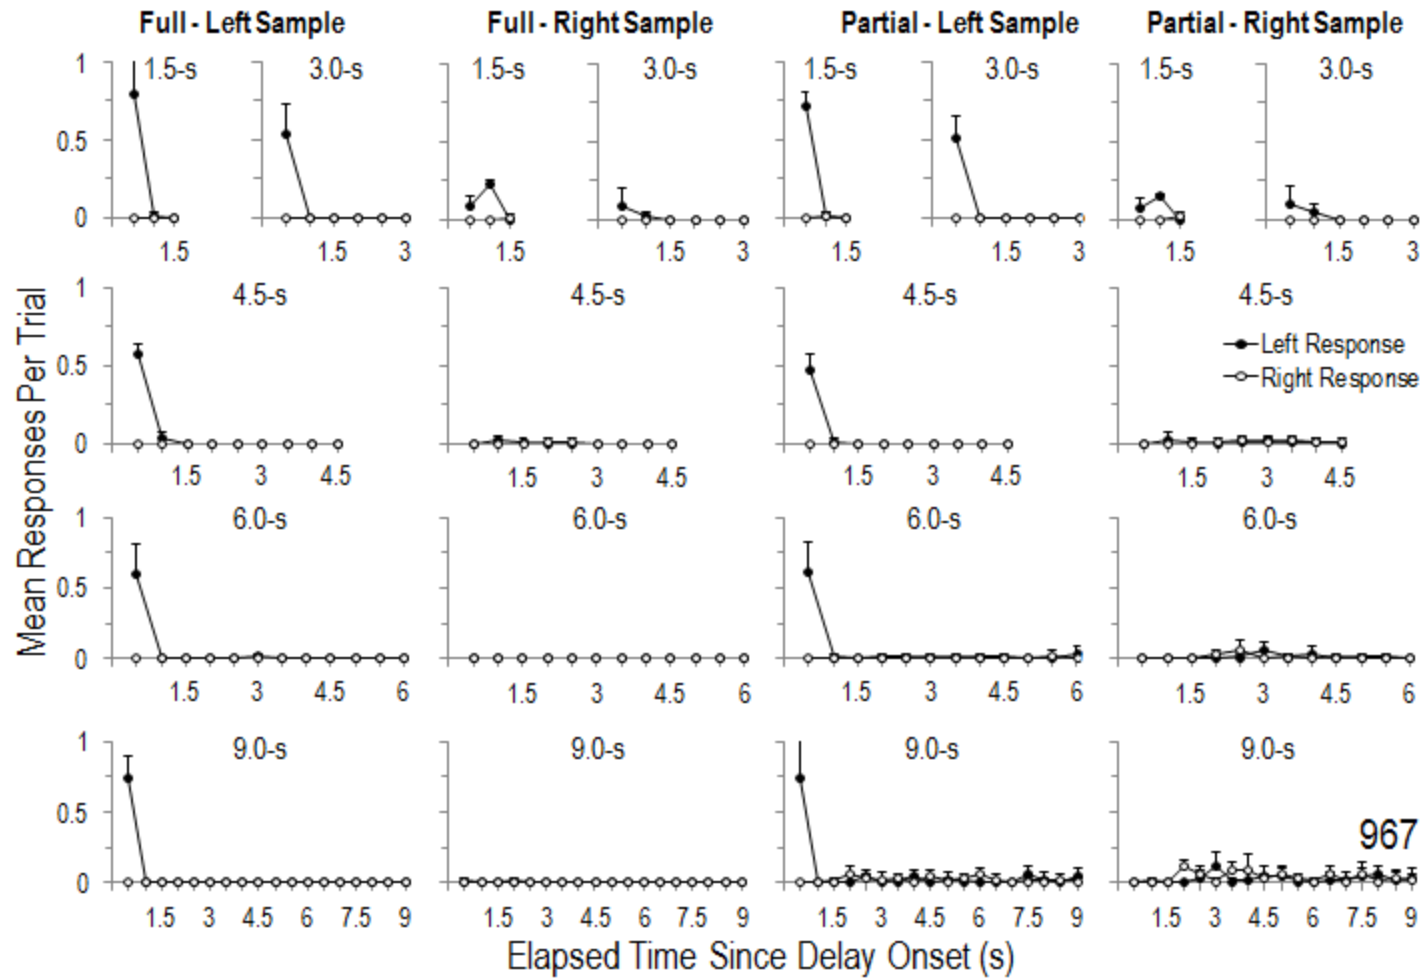 Full - Left Sample Full - Right Sample Partial - Left Sample Partial - Right Sample
1 1.5-s 3.0-s 1.5-s 3.0-s 1.5-s 3.0-s 1.5-s 3.0-s
0.5
0
1.5 1.5 3 1.5 1.5 3 1.5 1.5 3 1.5 1.5 3
1 4.5-s 4.5-s 4.5-s 4.5-s
Left Response
0.5
Right Response
0
1.5 3 4.5 1.5 3 4.5 1.5 3 4.5 1.5 3 4.5
1 6.0-s 6.0-s 6.0-s 6.0-s
0.5
0
1.5 3 4.5 6 1.5 3 4.5 6 1.5 3 4.5 6 1.5 3 4.5 6
1 9.0-s 9.0-s 9.0-s 9.0-s
0.5
967
0
1.5 3 4.5 6 7.5 9 1.5 3 4.5 6 7.5 9 1.5 3 4.5 6 7.5 9 1.5 3 4.5 6 7.5 9
Mean Responses Per Trial
Elapsed Time Since Delay Onset (s)